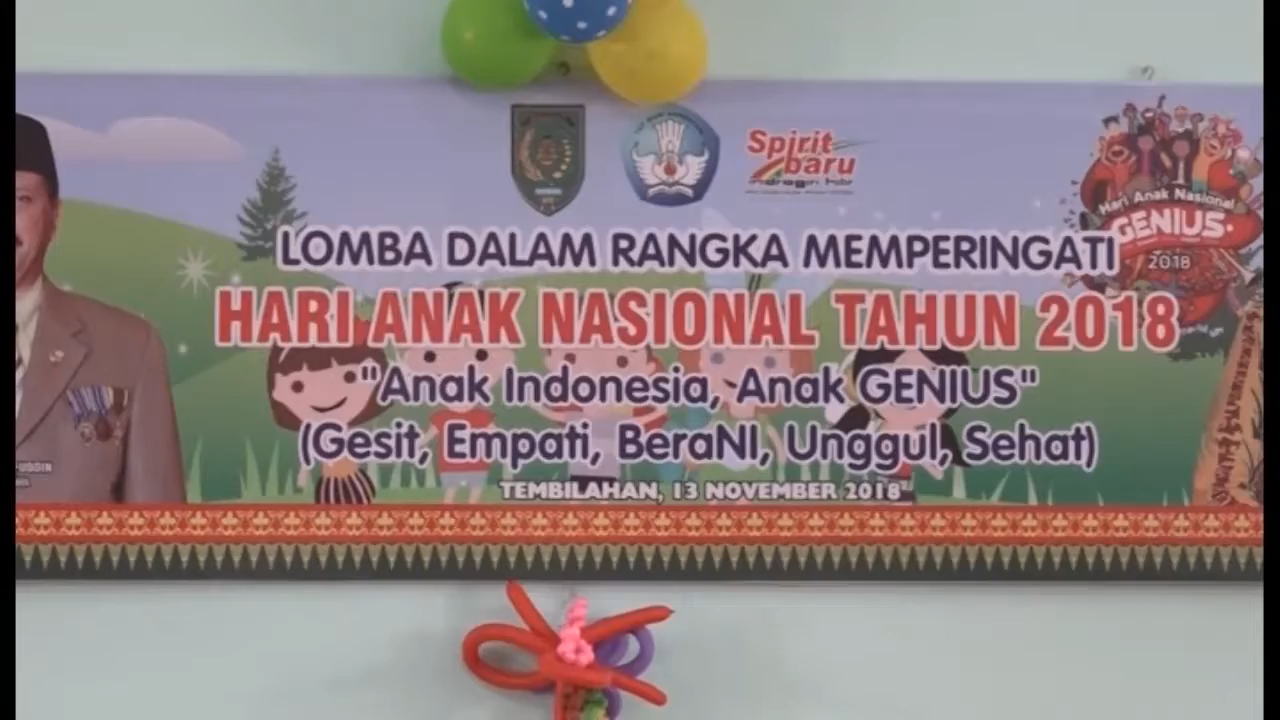 Spirit
baru
Hari Anak Nasional
GENIUS
2018
LOMBA DALAM RANGKA MEMPERINGATI
HARI ANAK NASIONAL TAHUN 2018
"Anak Indonesia, Anak GENIUS"
(Gesit, Empati, BeraNI, Unggul, Sehat)
TEMBILAHAN, 13 NOVEMBER 2018